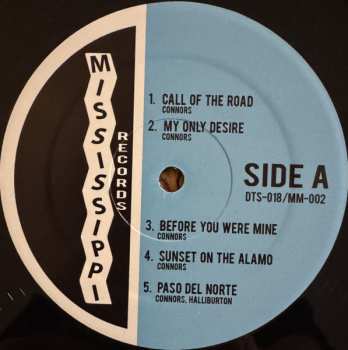 MISSISSIPPI
RECORDS
1. CALL OF THE ROAD
CONNORS
2. MY ONLY DESIRE
CONNORS
SIDE A
DTS-018/MM-002
3. BEFORE YOU WERE MINE
CONNORS
4. SUNSET ON THE ALAMO
CONNORS
5. PASO DEL NORTE
CONNORS, HALLIBURTON